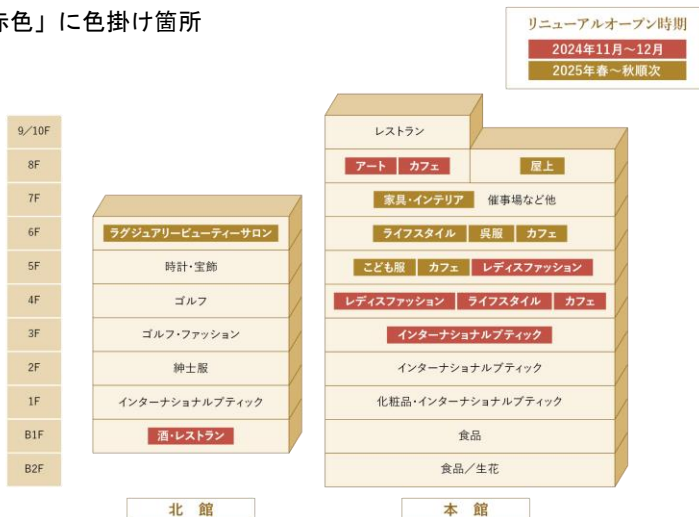 赤色」に色掛け箇所
リニューアルオープン時期
2024年11月～12月
2025年春～秋順次
9／10F
レストラン
8F
アート カフェ 屋上
7F
家具・インテリア 催事場など他
6F
ラグジュアリービューティーサロン ライフスタイル 呉服 カフェ
5F
時計・宝飾 こども服 カフェ レディスファッション
4F
ゴルフ レディスファッション ライフスタイル カフェ
3F
ゴルフ・ファッション インターナショナルブティック
2F
紳士服 インターナショナルブティック
1F
インターナショナルブティック 化粧品・インターナショナルブティック
B1F
酒・レストラン 食品
B2F
食品／生花
北館 本館